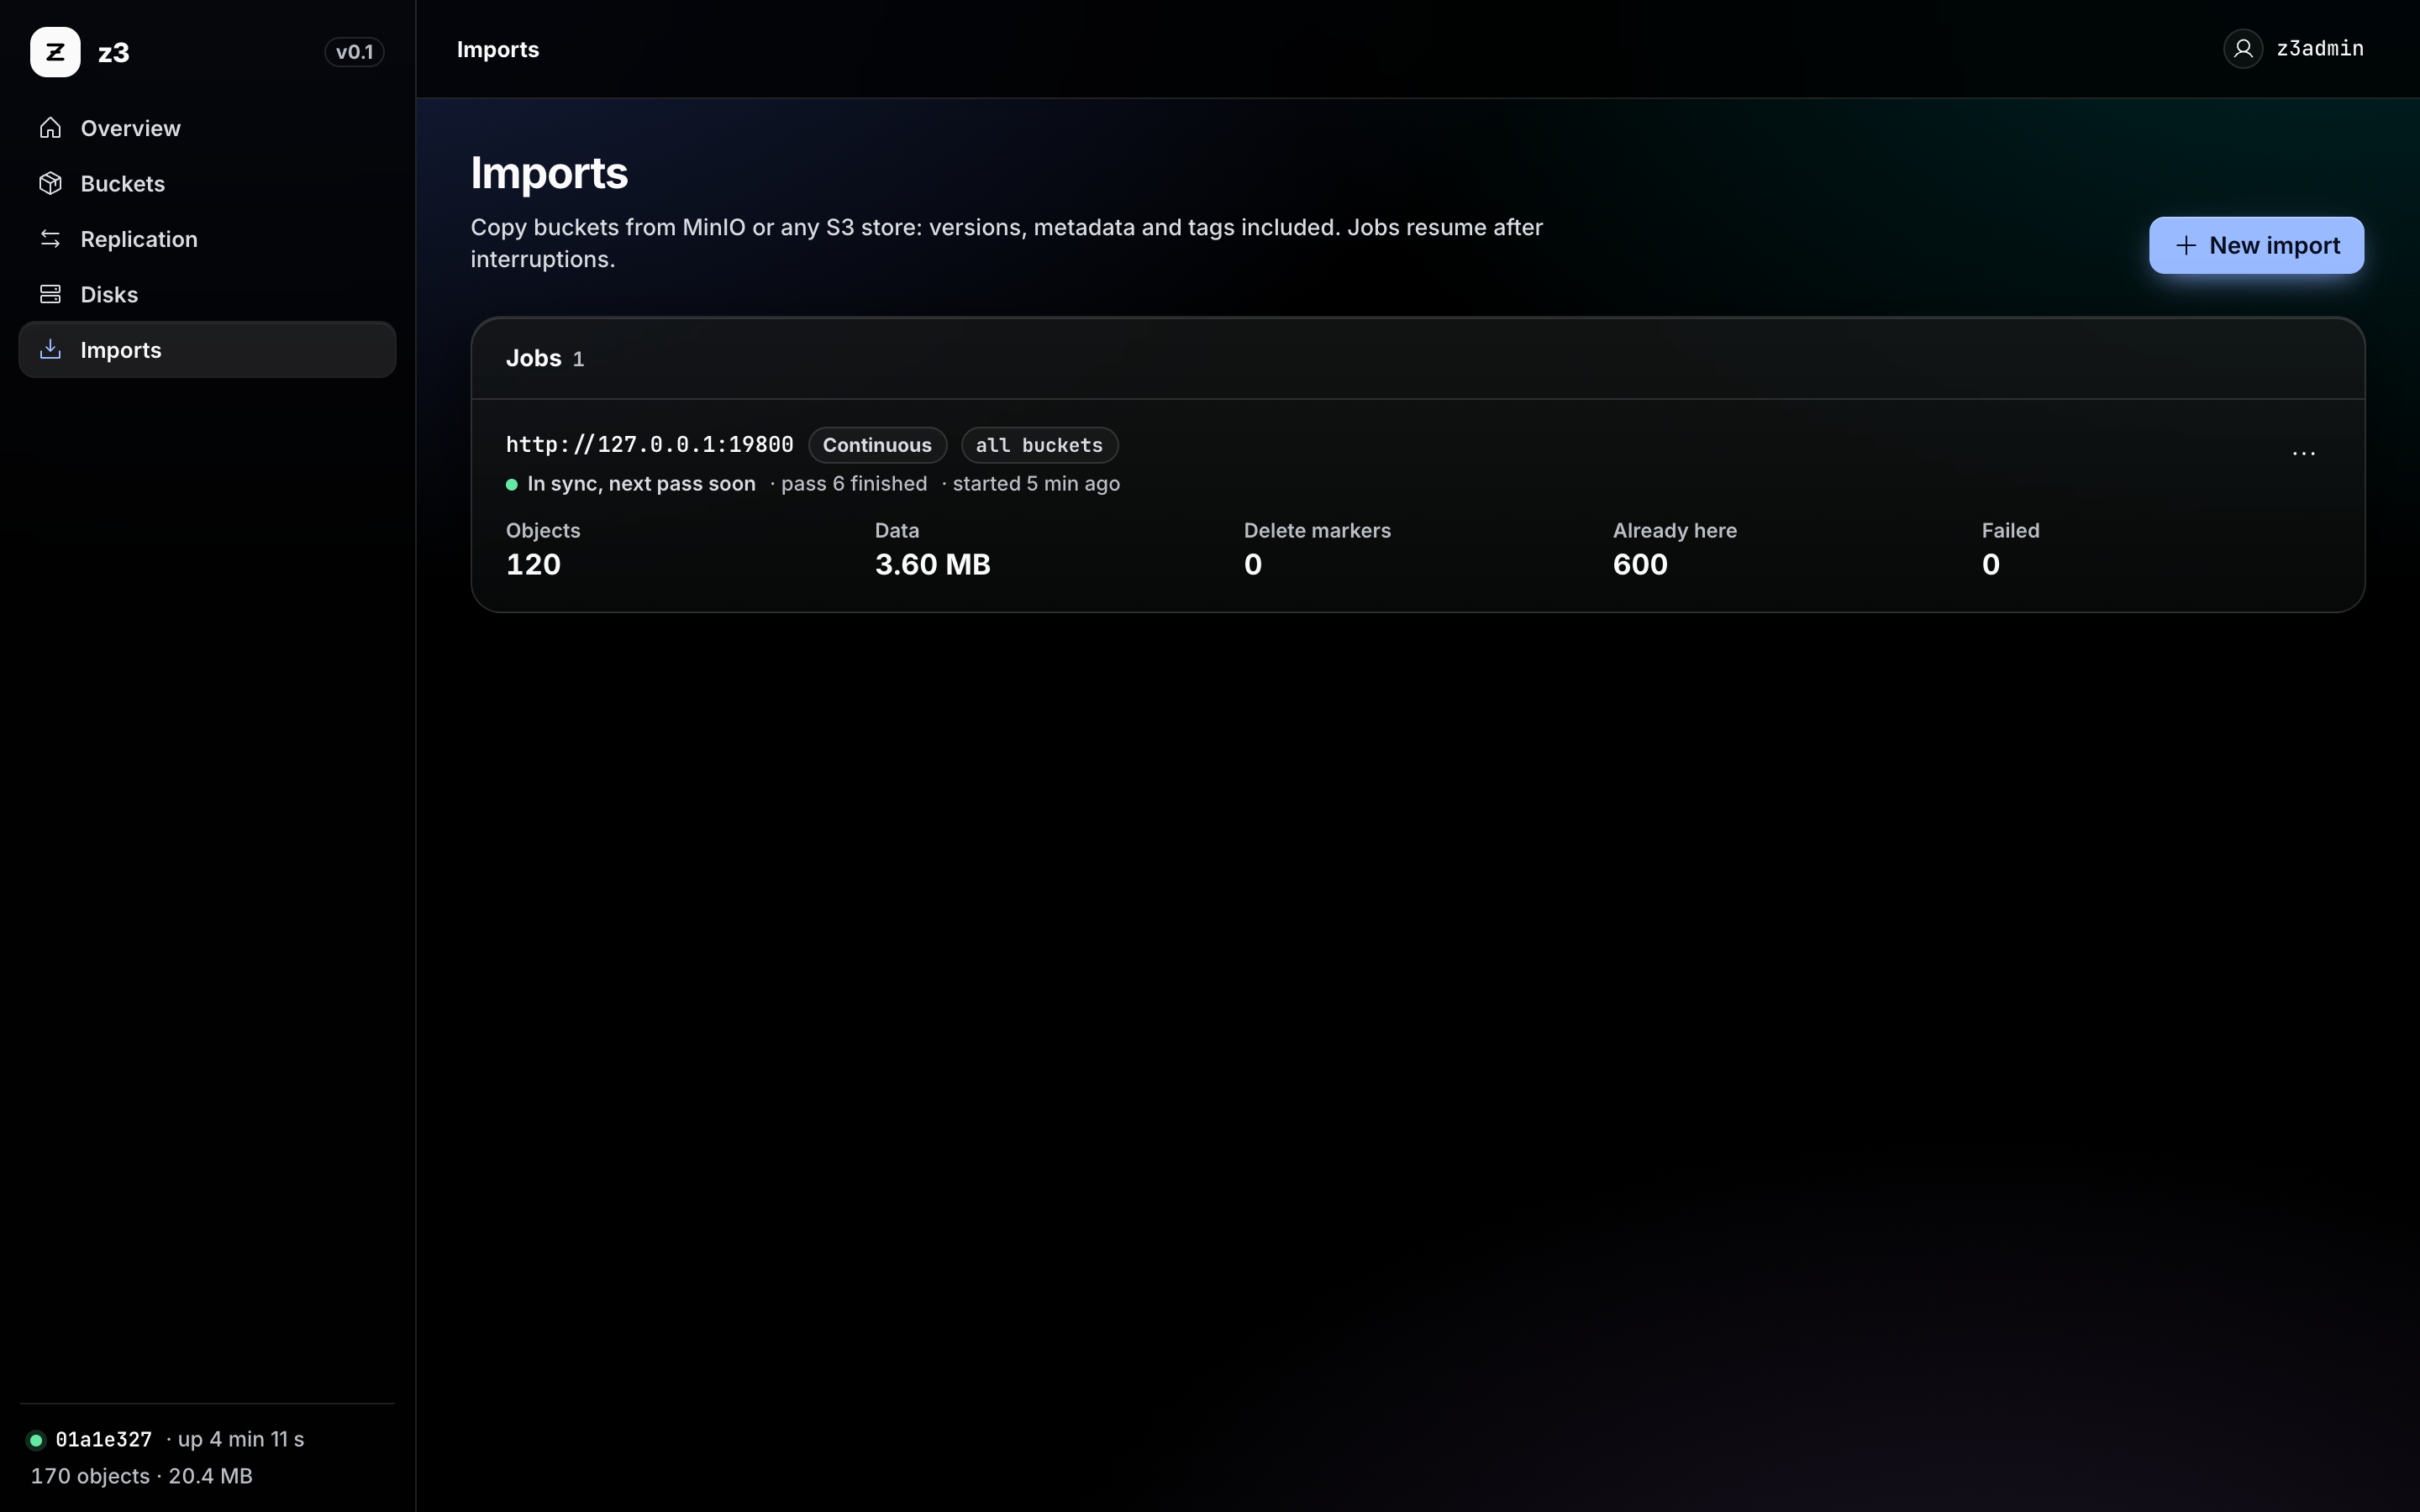 z3
v0.1
Overview
Buckets
Replication
Disks
Imports
01a1e327 · up 4 min 11 s
170 objects · 20.4 MB
Imports
z3admin
Imports
Copy buckets from MinIO or any S3 store: versions, metadata and tags included. Jobs resume after
interruptions.
New import
Jobs 1
http://127.0.0.1:19800 Continuous all buckets
In sync, next pass soon · pass 6 finished · started 5 min ago
Objects Data Delete markers Already here Failed
120 3.60 MB 0 600 0